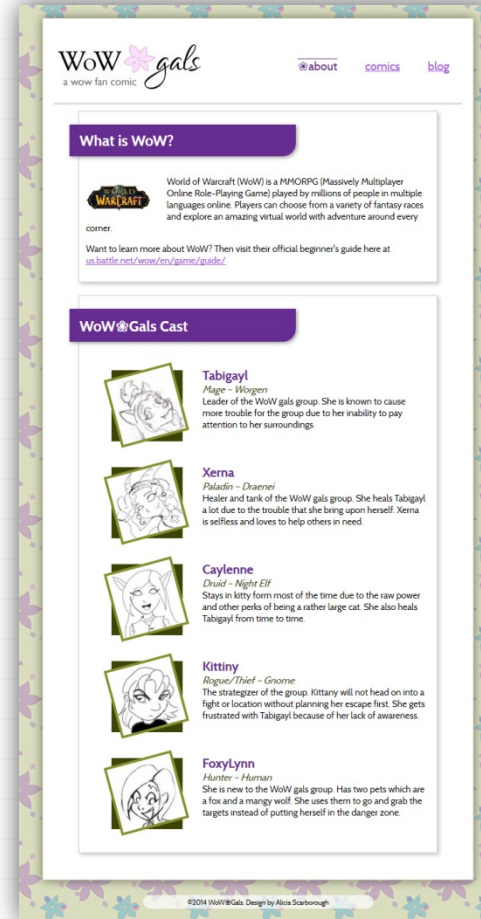 WoW gals
a wow fan comic
❀about comics blog
What is WoW?
WORLD
WARCRAFT
World of Warcraft (WoW) is a MMORPG (Massively Multiplayer
Online Role-Playing Game) played by millions of people in multiple
languages online. Players can choose from a variety of fantasy races
and explore an amazing virtual world with adventure around every
corner.
Want to learn more about WoW? Then visit their official beginner's guide here at
us.battle.net/wow/en/game/guide/
WoW❀Gals Cast
Tabigayl
Mage – Worgen
Leader of the WoW gals group. She is known to cause
more trouble for the group due to her inability to pay
attention to her surroundings.
Xerna
Paladin – Draenei
Healer and tank of the WoW gals group. She heals Tabigayl
a lot due to the trouble that she bring upon herself. Xerna
is selfless and loves to help others in need.
Caylenne
Druid – Night Elf
Stays in kitty form most of the time due to the raw power
and other perks of being a rather large cat. She also heals
Tabigayl from time to time.
Kittiny
Rogue/Thief – Gnome
The strategizer of the group. Kittany will not head on into a
fight or location without planning her escape first. She gets
frustrated with Tabigayl because of her lack of awareness.
FoxyLynn
Hunter – Human
She is new to the WoW gals group. Has two pets which are
a fox and a mangy wolf. She uses them to go and grab the
targets instead of putting herself in the danger zone.
©2014 WoW❀Gals. Design by Alicia Scarborough